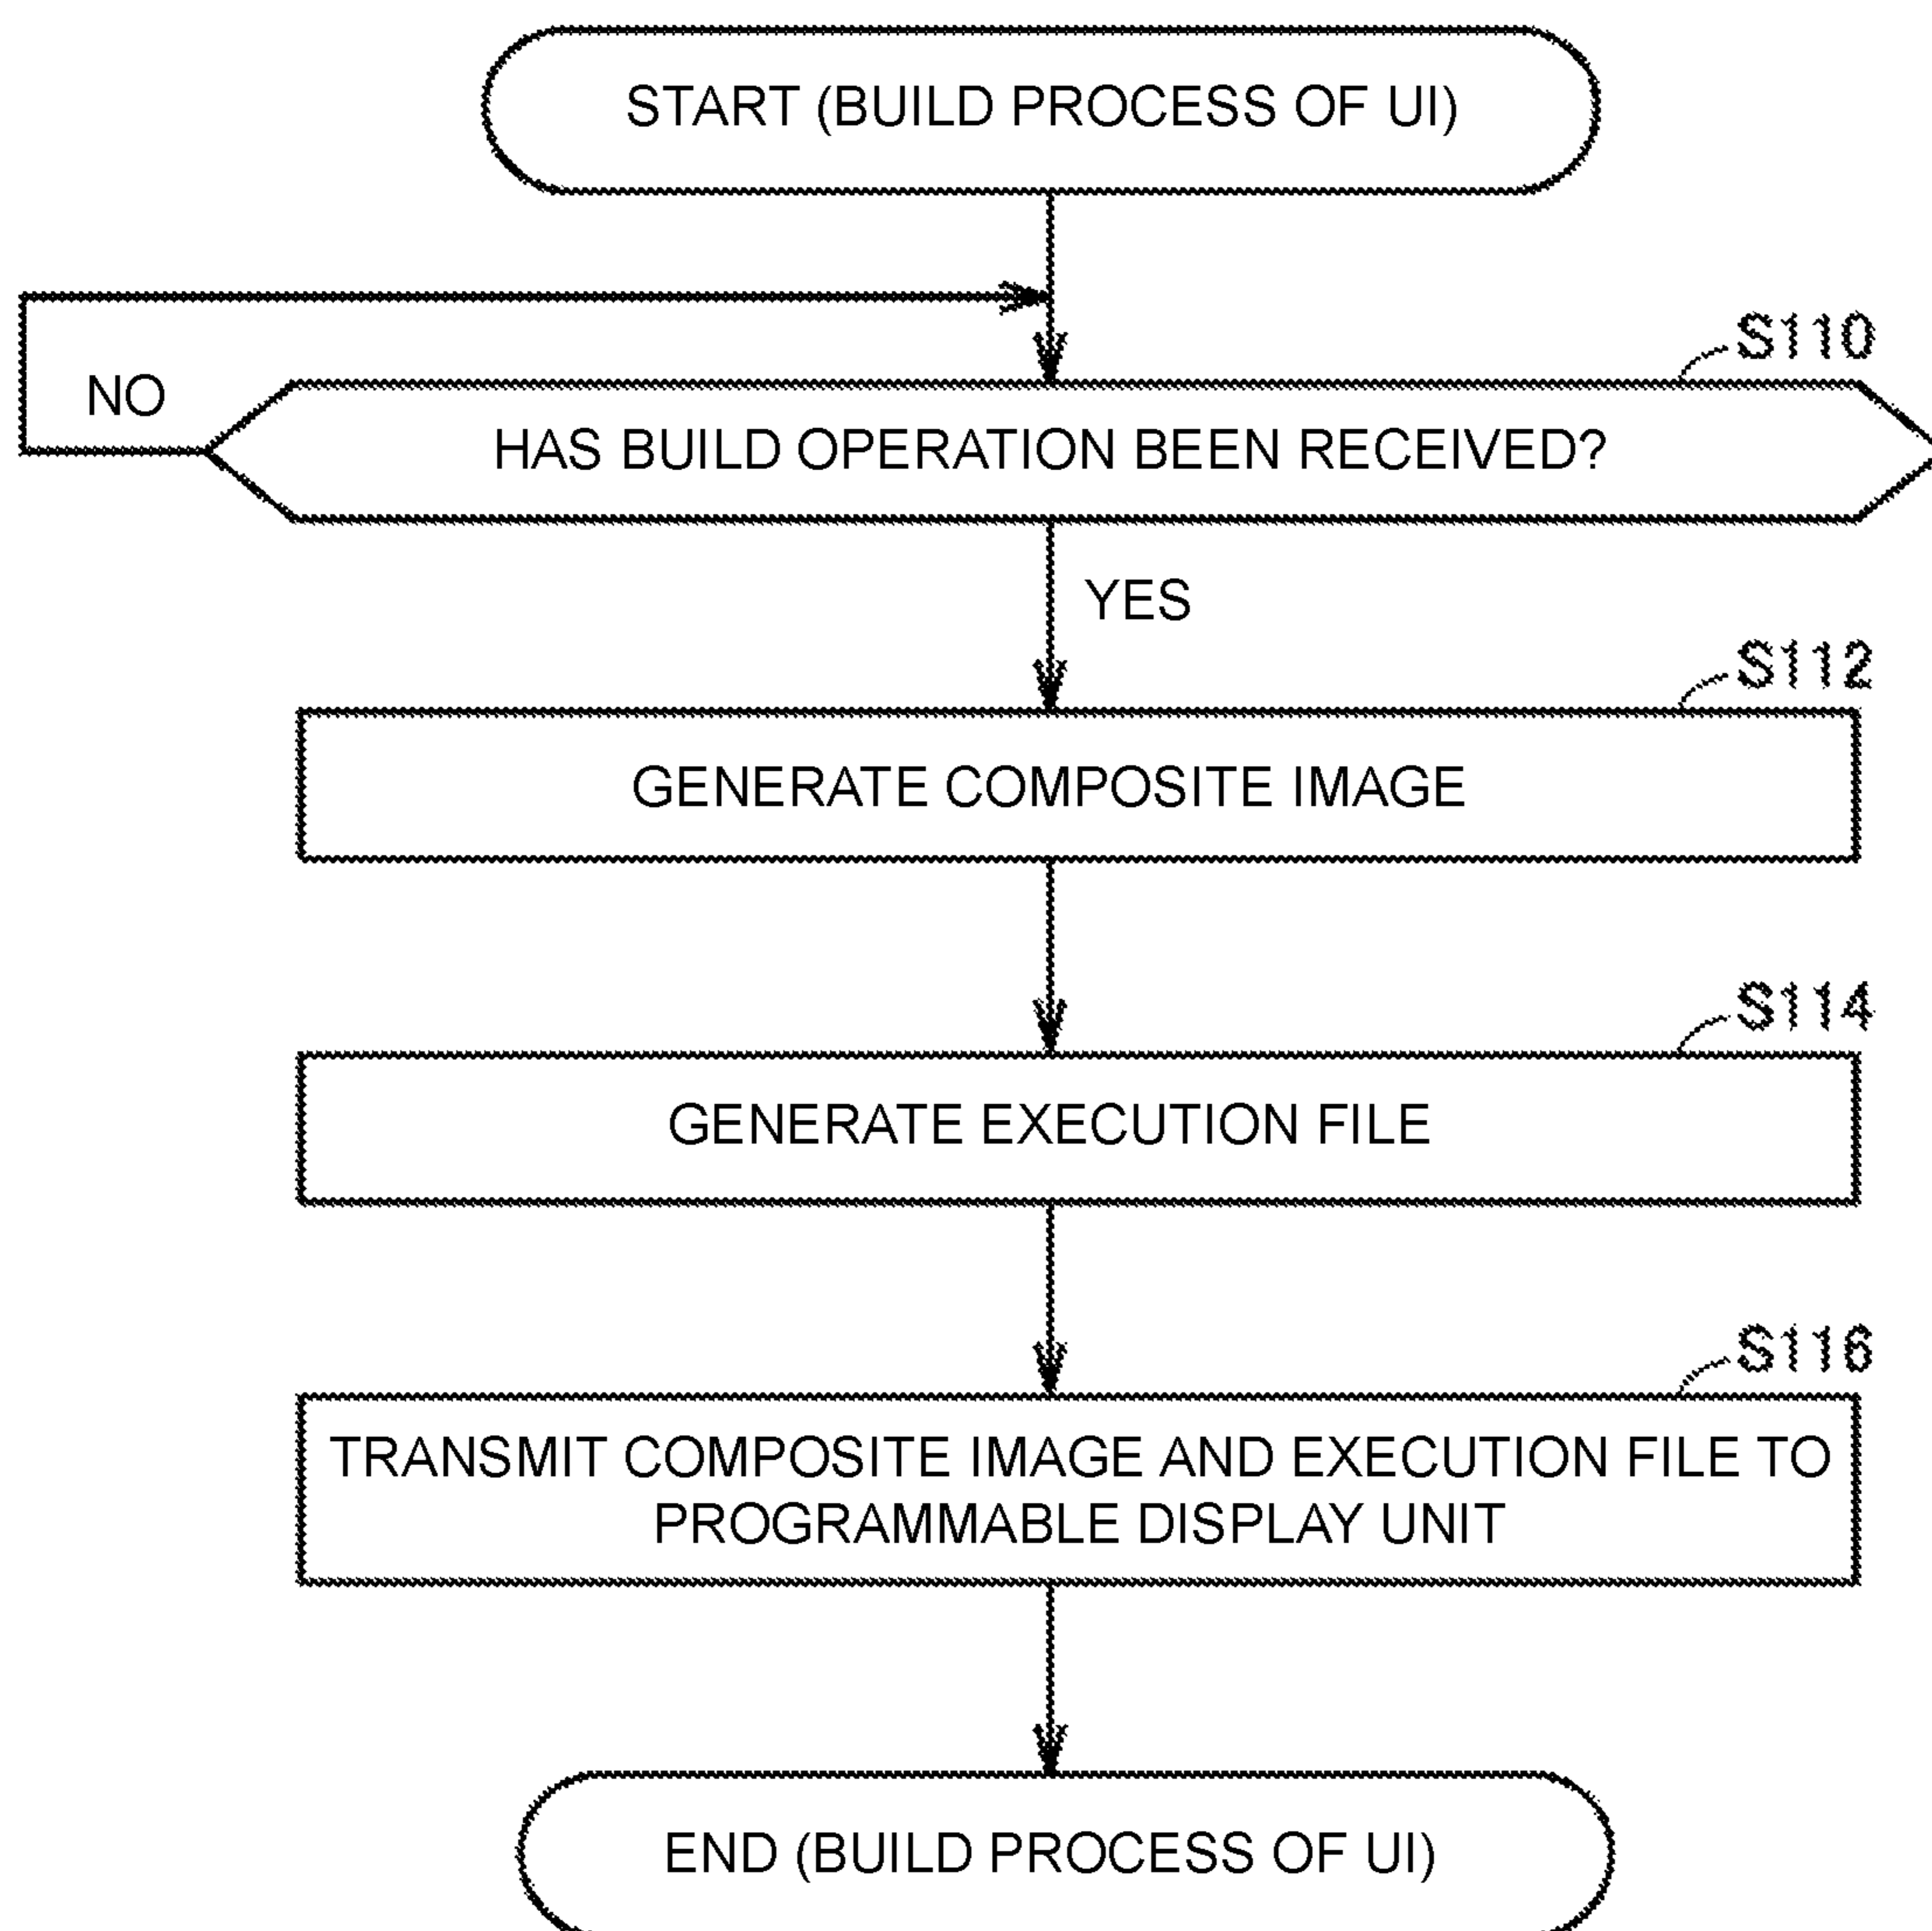 START (BUILD PROCESS OF UI)
S110
NO
HAS BUILD OPERATION BEEN RECEIVED?
YES
S112
GENERATE COMPOSITE IMAGE
S114
GENERATE EXECUTION FILE
S116
TRANSMIT COMPOSITE IMAGE AND EXECUTION FILE TO
PROGRAMMABLE DISPLAY UNIT
END (BUILD PROCESS OF UI)